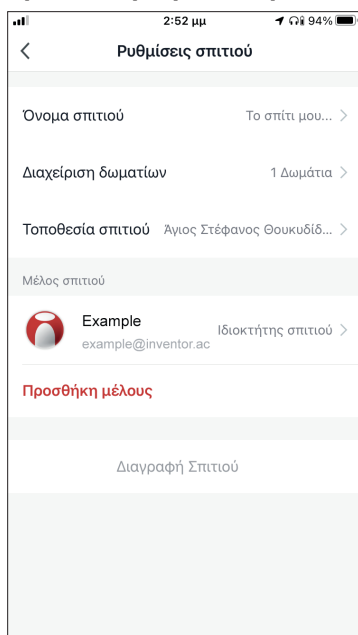 2:52 μμ 94%
Ρυθμίσεις σπιτιού
Όνομα σπιτιού Το σπίτι μου...
Διαχείριση δωματίων 1 Δωμάτια
Τοποθεσία σπιτιού Άγιος Στέφανος Θουκυδίδ...
Μέλος σπιτιού
Example
Ιδιοκτήτης σπιτιού
example@inventor.ac
Προσθήκη μέλους
Διαγραφή Σπιτιού